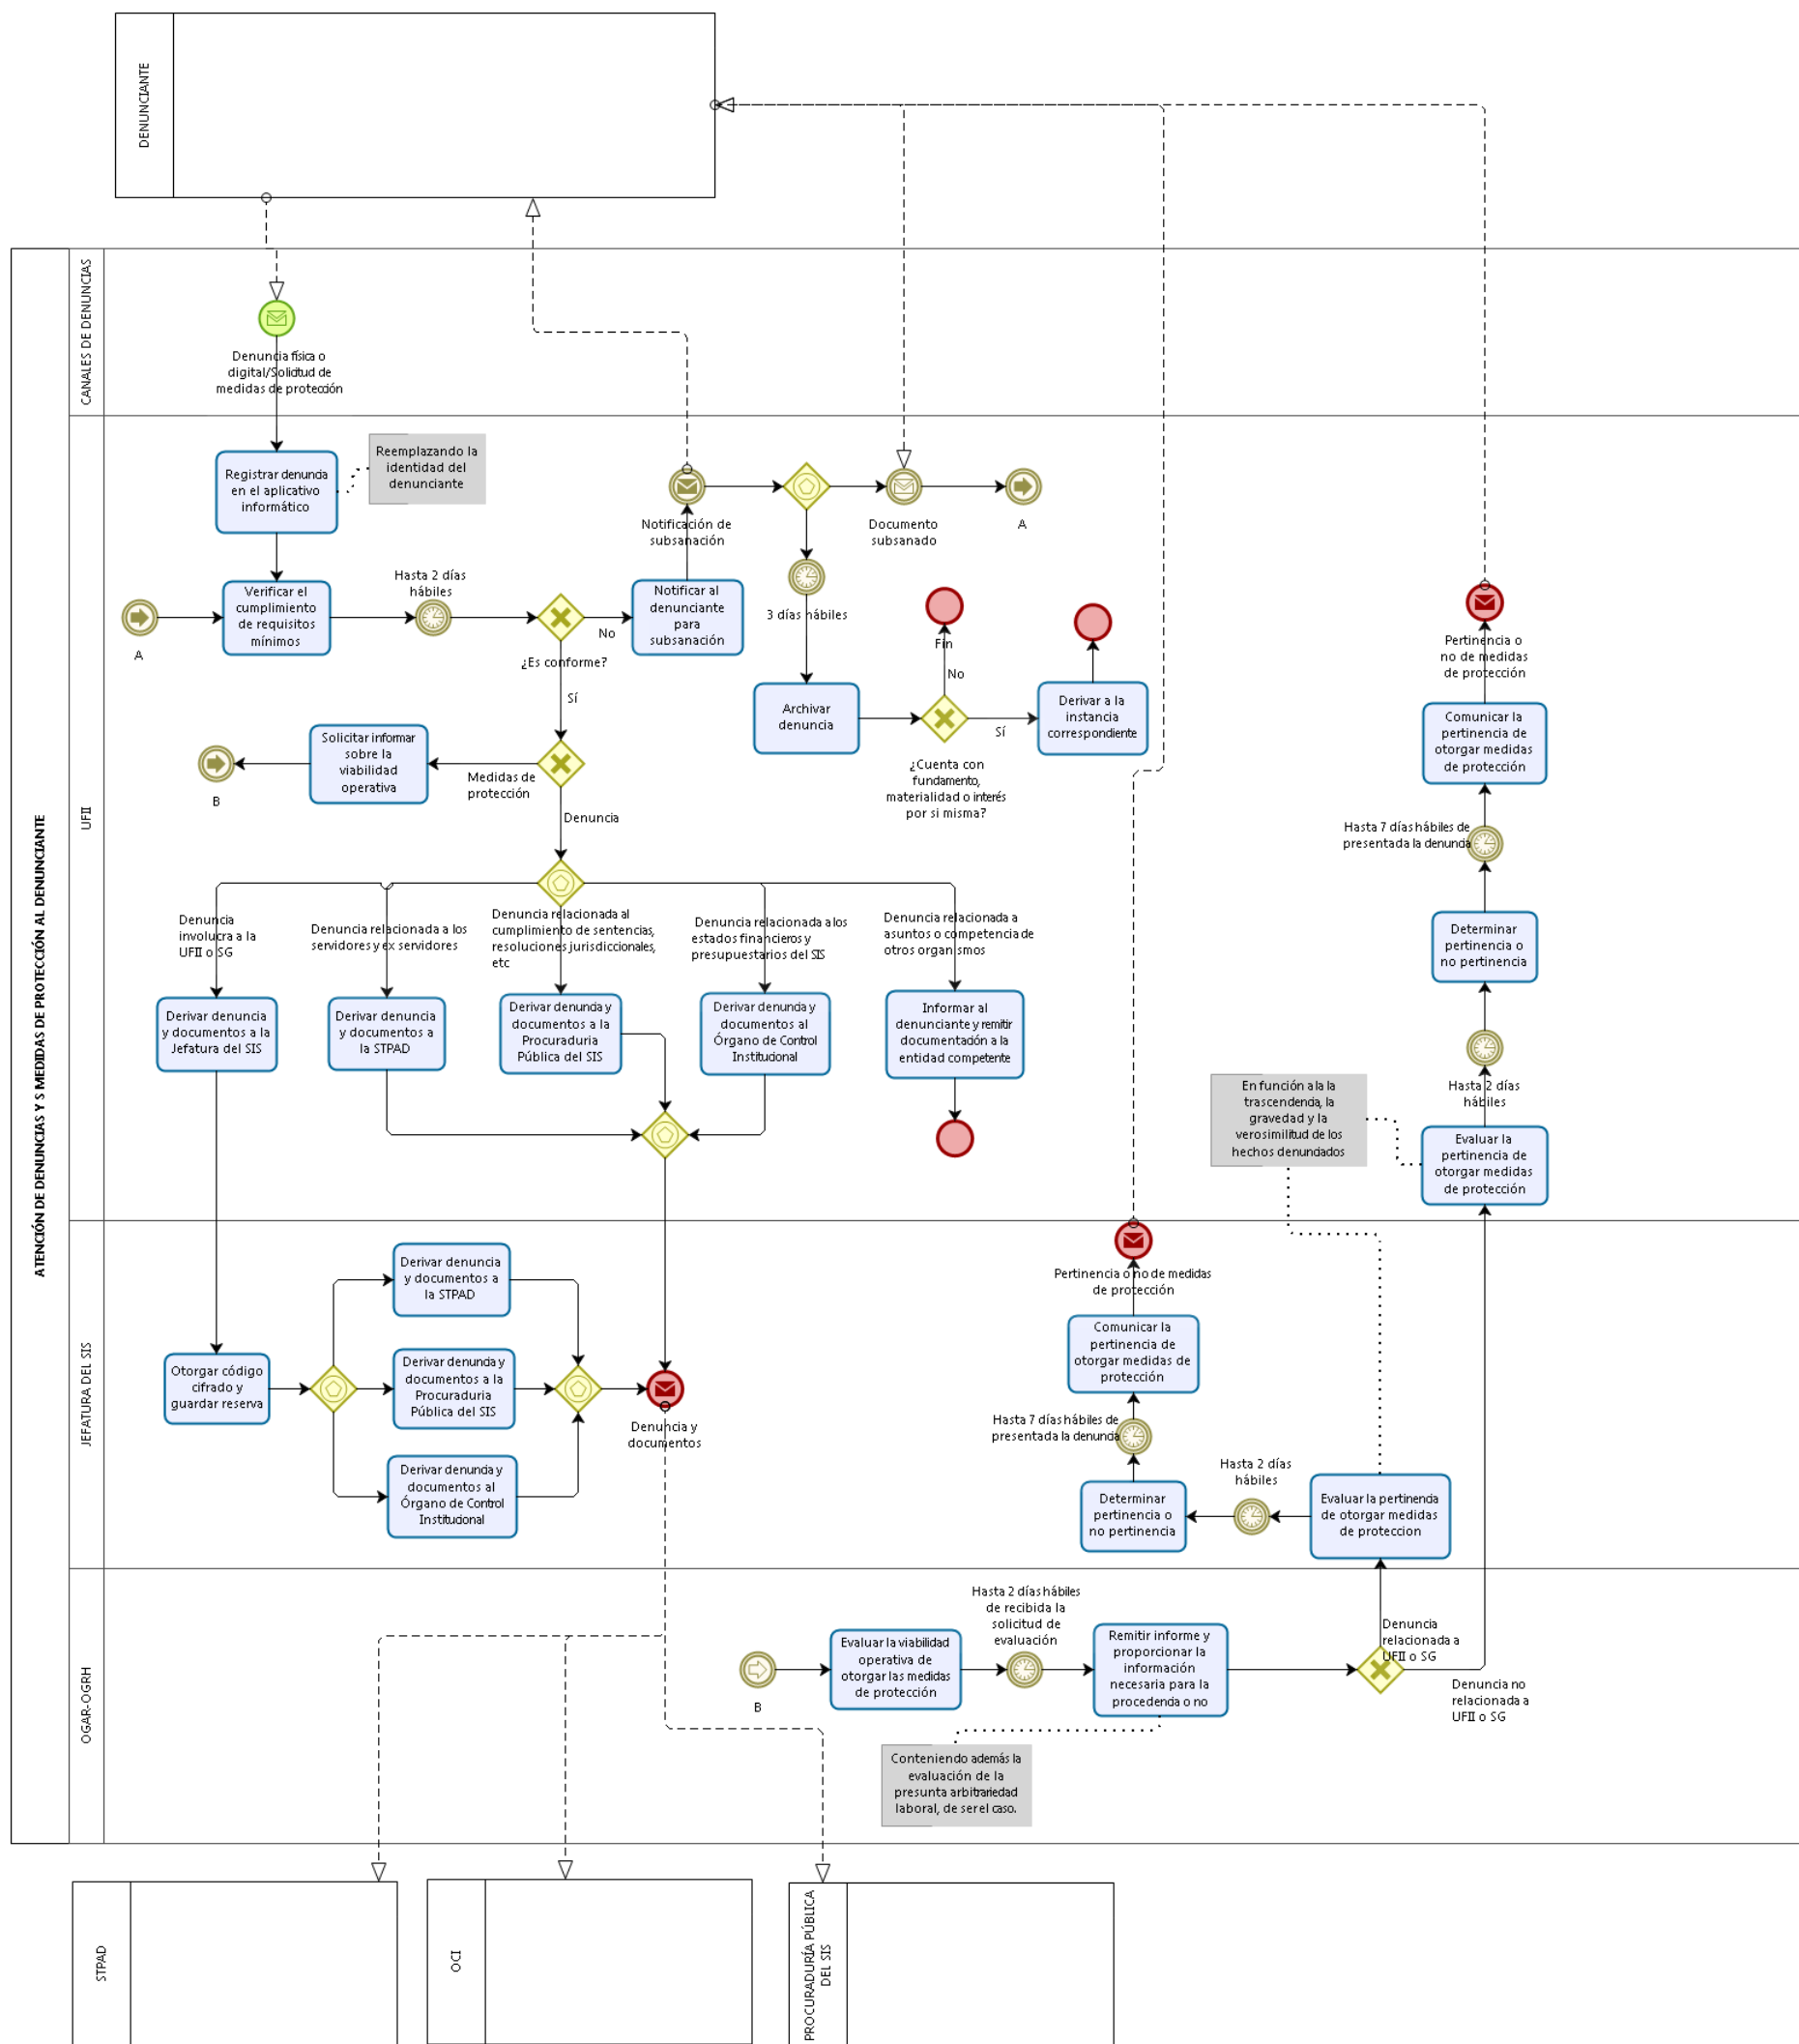 DENUNCIANTE
ATENCIÓN DE DENUNCIAS Y S MEDIDAS DE PROTECCIÓN AL DENUNCIANTE
CANALES DE DENUNCIAS
Denuncia física o
digital/Solicitud de
medidas de protección
UFII
Registrar denuncia
en el aplicativo
informático
Reemplazando la
identidad del
denunciante
Notificación de
subsanación
Documento
subsanado
A
A
Verificar el
cumplimiento
de requisitos
mínimos
Hasta 2 días
hábiles
¿Es conforme?
No
Sí
Notificar al
denunciante
para
subsanación
3 días hábiles
Archivar
denuncia
¿Cuenta con
fundamento,
materialidad o interés
por si misma?
No
Fin
Sí
Derivar a la
instancia
correspondiente
Pertinencia o
no de medidas
de protección
Comunicar la
pertinencia de
otorgar medidas
de protección
Hasta 7 días hábiles de
presentada la denuncia
Determinar
pertinencia o
no pertinencia
Hasta 2 días
hábiles
Evaluar la
pertinencia de
otorgar medidas
de protección
En función a la la
trascendencia, la
gravedad y la
verosimilitud de los
hechos denunciados
B
Solicitar informar
sobre la
viabilidad
operativa
Medidas de
protección
Denuncia
Denuncia
involucra a la
UFII o SG
Denuncia relacionada a los
servidores y ex servidores
Denuncia relacionada al
cumplimiento de sentencias,
resoluciones jurisdiccionales,
etc
Denuncia relacionada a los
estados financieros y
presupuestarios del SIS
Denuncia relacionada a
asuntos o competencia de
otros organismos
Derivar denuncia
y documentos a la
Jefatura del SIS
Derivar denuncia
y documentos a
la STPAD
Derivar denuncia y
documentos a la
Procuraduria
Pública del SIS
Derivar denuncia y
documentos al
Órgano de Control
Institucional
Informar al
denunciante y remitir
documentación a la
entidad competente
JEFATURA DEL SIS
Otorgar código
cifrado y
guardar reserva
Derivar denuncia
y documentos a
la STPAD
Derivar denuncia y
documentos a la
Procuraduria
Pública del SIS
Derivar denuncia y
documentos al
Órgano de Control
Institucional
Denuncia y
documentos
Pertinencia o no de medidas
de protección
Comunicar la
pertinencia de
otorgar medidas de
protección
Hasta 7 días hábiles de
presentada la denuncia
Determinar
pertinencia o
no pertinencia
Hasta 2 días
hábiles
Evaluar la pertinencia
de otorgar medidas
de proteccion
OGAR-OGRH
B
Evaluar la viabilidad
operativa de
otorgar las medidas
de protección
Hasta 2 días hábiles
de recibida la
solicitud de
evaluación
Remitir informe y
proporcionar la
información
necesaria para la
procedencia o no
Denuncia
relacionada a
UFII o SG
Denuncia no
relacionada a
UFII o SG
Conteniendo además la
evaluación de la
presunta arbitrariedad
laboral, de ser el caso.
STPAD
OCI
PROCURADURÍA PÚBLICA
DEL SIS